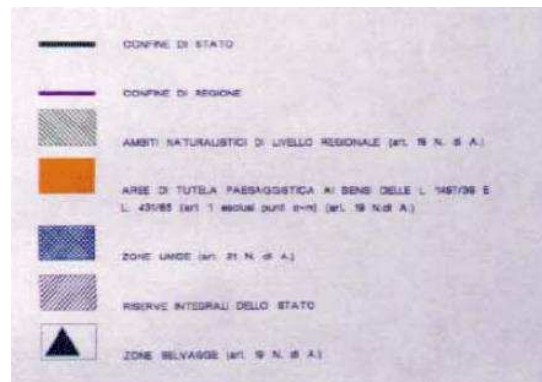 CONFINE DI STATO
CONFINE DI REGIONE
AMBITI NATURALISTICI DI LIVELLO REGIONALE (art. 19 N. di A.)
AREE DI TUTELA PAESAGGISTICA AI SENSI DELLE L. 1497/39 E
L. 431/85 (art. 1 esclusi punti) (art. 19 N.di A.)
ZONE UMIDE (art. 21 N. di A.)
RISERVE INTEGRALI DELLO STATO
ZONE SELVAGGE (art. 19 N. di A.)